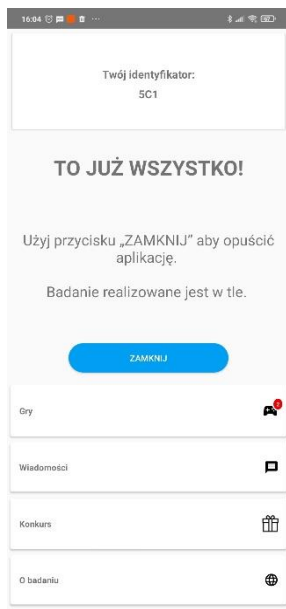 16:04
Twój identyfikator:
5C1
TO JUŻ WSZYSTKO!
Użyj przycisku „ZAMKNIJ” aby opuścić
aplikację.
Badanie realizowane jest w tle.
ZAMKNIJ
Gry
2
Wiadomości
Konkurs
O badaniu